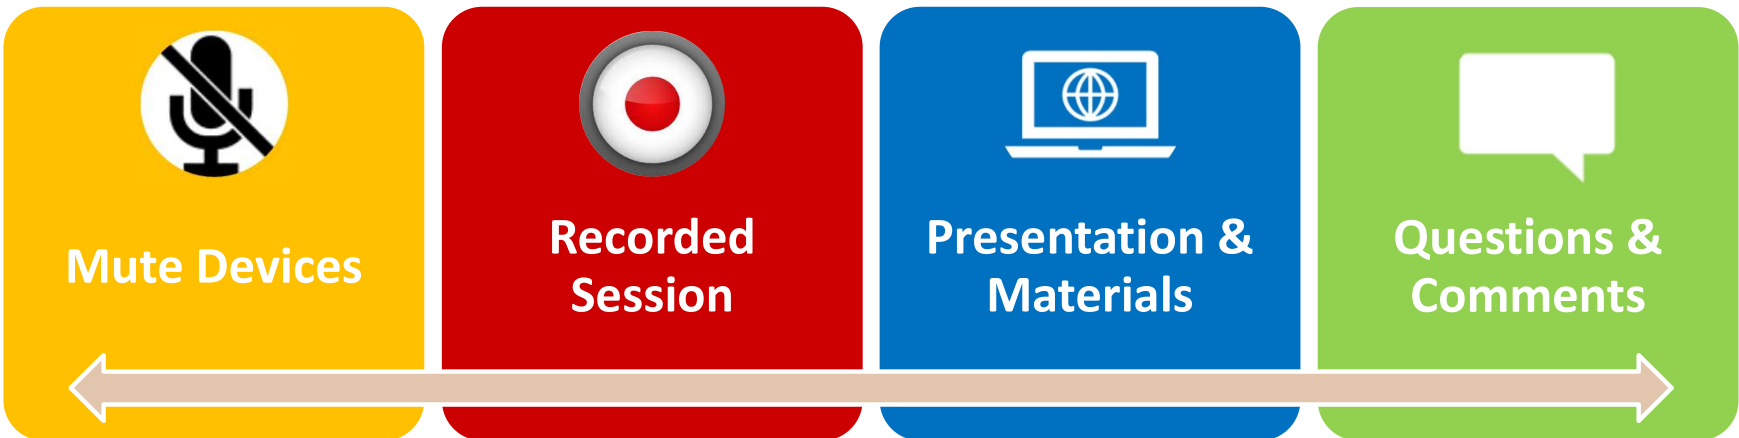 Mute Devices
Recorded
Session
Presentation &
Materials
Questions &
Comments